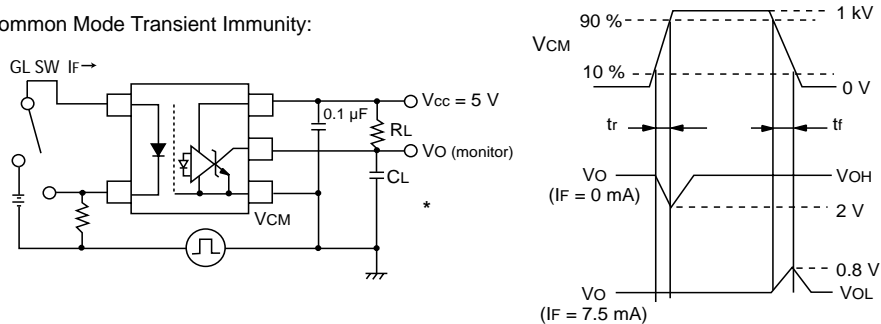 ommon Mode Transient Immunity:
GL SW IF→
Vcc = 5 V
0.1 µF
RL
VO (monitor)
CL
*
VCM
1 kV
90 %
VCM
10 %
0 V
tr
tf
VO
(IF = 0 mA)
VOH
2 V
0.8 V
VO
(IF = 7.5 mA)
VOL